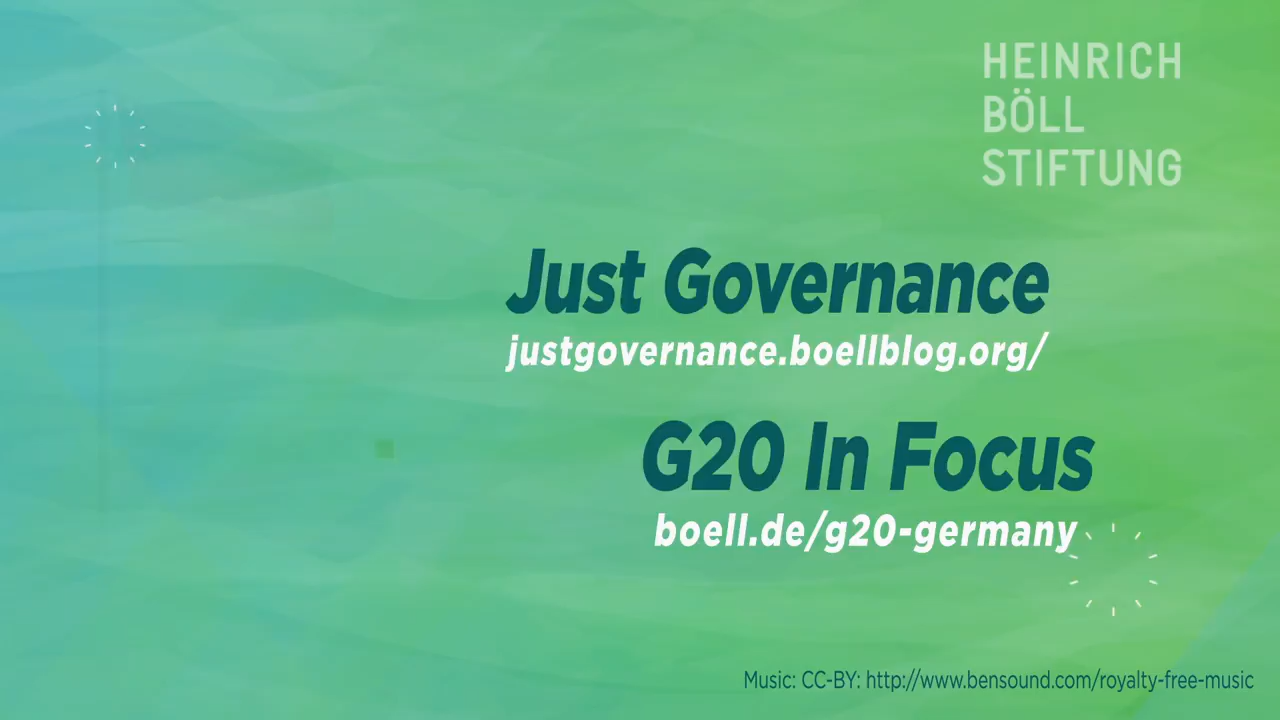 HEINRICH
BÖLL
STIFTUNG
Just Governance
justgovernance.boellblog.org/
G20 In Focus
boell.de/g20-germany
Music: CC-BY: http://www.bensound.com/royalty-free-music